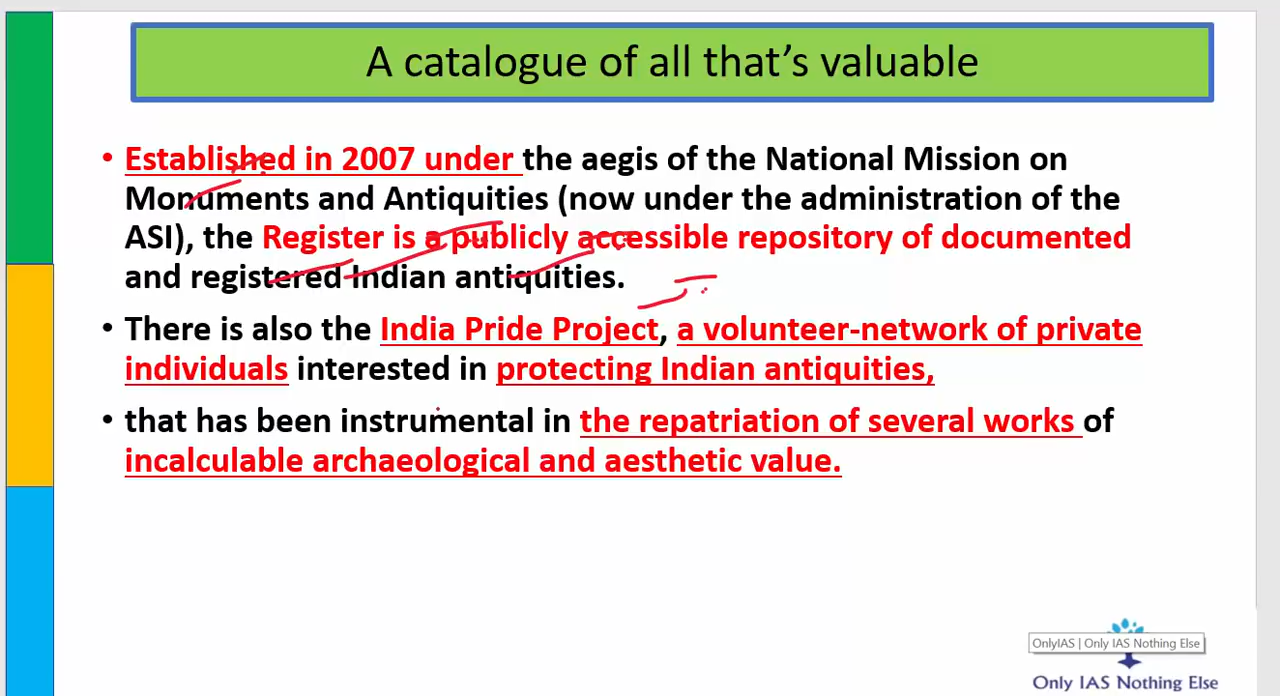 A catalogue of all that's valuable
• Established in 2007 under the aegis of the National Mission on
Monuments and Antiquities (now under the administration of the
ASI), the Register is a publicly accessible repository of documented
and registered Indian antiquities.
• There is also the India Pride Project, a volunteer-network of private
individuals interested in protecting Indian antiquities,
• that has been instrumental in the repatriation of several works of
incalculable archaeological and aesthetic value.
OnlyIAS | Only IAS Nothing Else
Only IAS Nothing Else